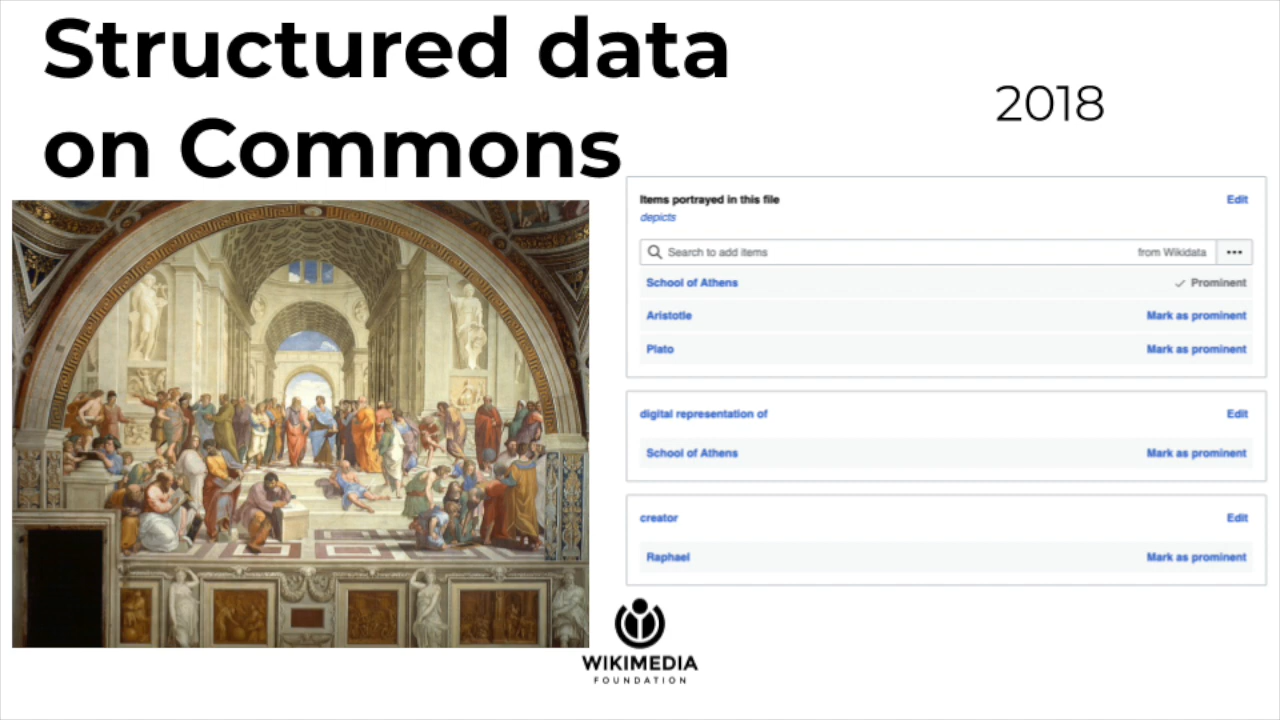 Structured data
on Commons
2018
Items portrayed in this file
Edit
depicts
Search to add items
from Wikidata
School of Athens
Prominent
Aristotle
Mark as prominent
Plato
Mark as prominent
digital representation of
Edit
School of Athens
Mark as prominent
creator
Edit
Raphael
Mark as prominent
WIKIMEDIA
FOUNDATION